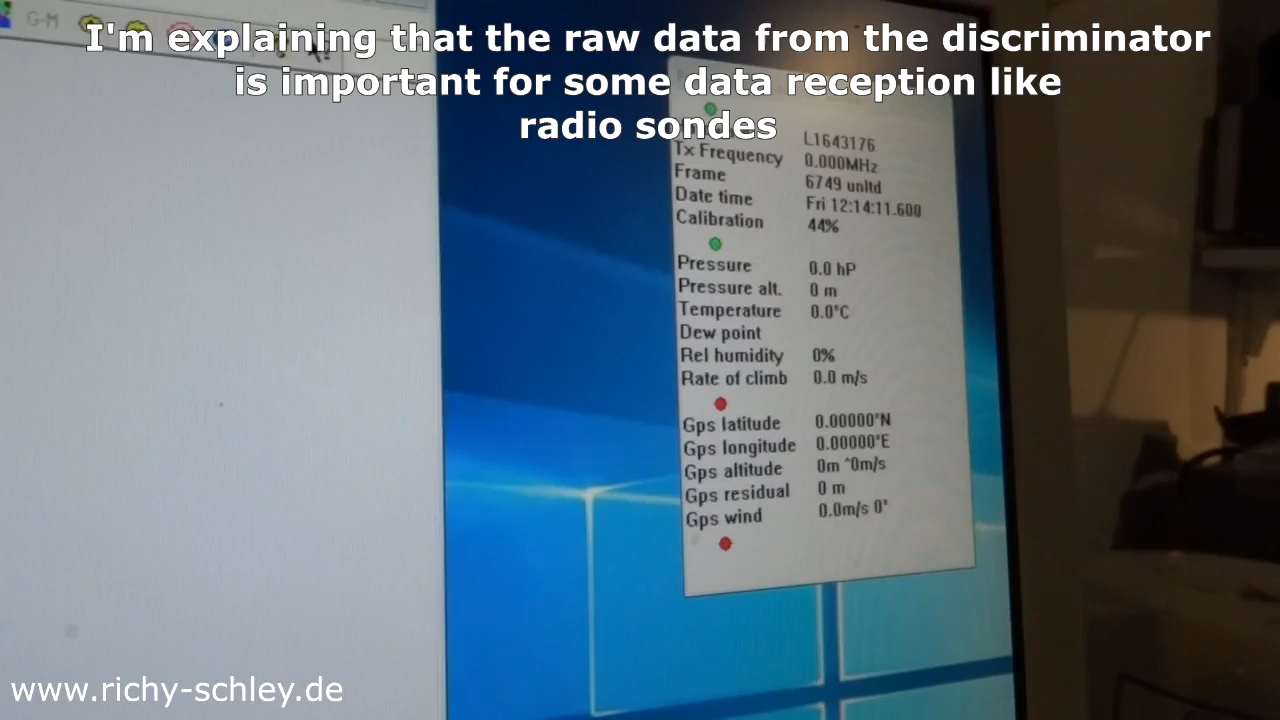 G-M
I'm explaining that the raw data from the discriminator
is important for some data reception like
radio sondes
L1643176
Tx Frequency 0.000MHz
Frame 6749 unltd
Date time Fri 12:14:11.600
Calibration 44%
Pressure 0.0 hP
Pressure alt. 0 m
Temperature 0.0°C
Dew point
Rel humidity 0%
Rate of climb 0.0 m/s
Gps latitude 0.00000°N
Gps longitude 0.00000°E
Gps altitude 0m ^0m/s
Gps residual 0 m
Gps wind 0.0m/s 0°
www.richy-schley.de